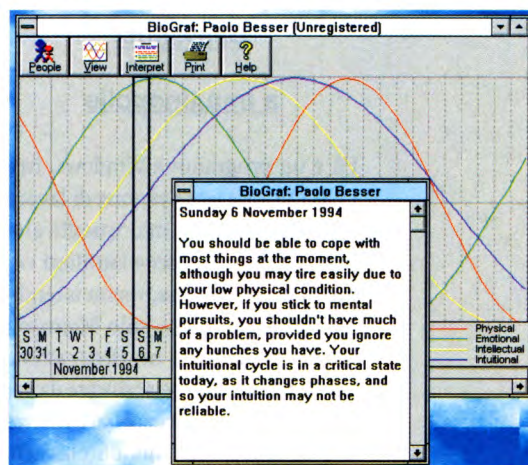 BioGraf: Paolo Besser (Unregistered)
People View Interpret Print Help
BioGraf: Paolo Besser
Sunday 6 November 1994
You should be able to cope with
most things at the moment,
although you may tire easily due to
your low physical condition.
However, if you stick to mental
pursuits, you shouldn't have much
of a problem, provided you ignore
any hunches you have. Your
intuitional cycle is in a critical state
today, as it changes phases, and
so your intuition may not be
reliable.
S M T W T F S S M
30 31 1 2 3 4 5 6 7
November 1994
Physical
Emotional
Intellectual
Intuitional